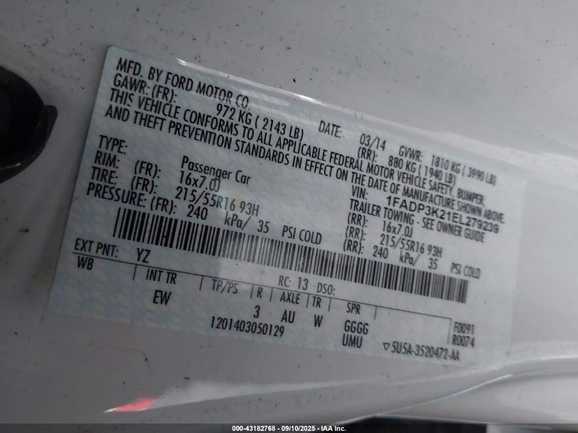 MFD. BY FORD MOTOR CO
DATE: 03/14 GVWR: 1810 KG ( 3990 LB)
GAWR: (FR): 972 KG ( 2143 LB) (RR): 880 KG ( 1940 LB)
THIS VEHICLE CONFORMS TO ALL APPLICABLE FEDERAL MOTOR VEHICLE SAFETY, BUMPER,
AND THEFT PREVENTION STANDARDS IN EFFECT ON THE DATE OF MANUFACTURE SHOWN ABOVE.
VIN: 1FADP3K21EL279239
TYPE: Passenger Car TRAILER TOWING - SEE OWNER GUIDE
RIM: (FR): 16x7.0J (RR): 16x7.0J
TIRE: (FR): 215/55R16 93H (RR): 215/55R16 93H
PRESSURE: (FR): 240 kPa/ 35 PSI COLD (RR): 240 kPa/ 35 PSI COLD
EXT PNT: YZ RC: 13 DSO:
WB INT TR TP/PS R AXLE TR SPR
EW 3 AU W GGGG F0091
1201403050129 UMU R0074
▽5U5A-3520472-AA
000-43182768 - 09/10/2025 - IAA Inc.